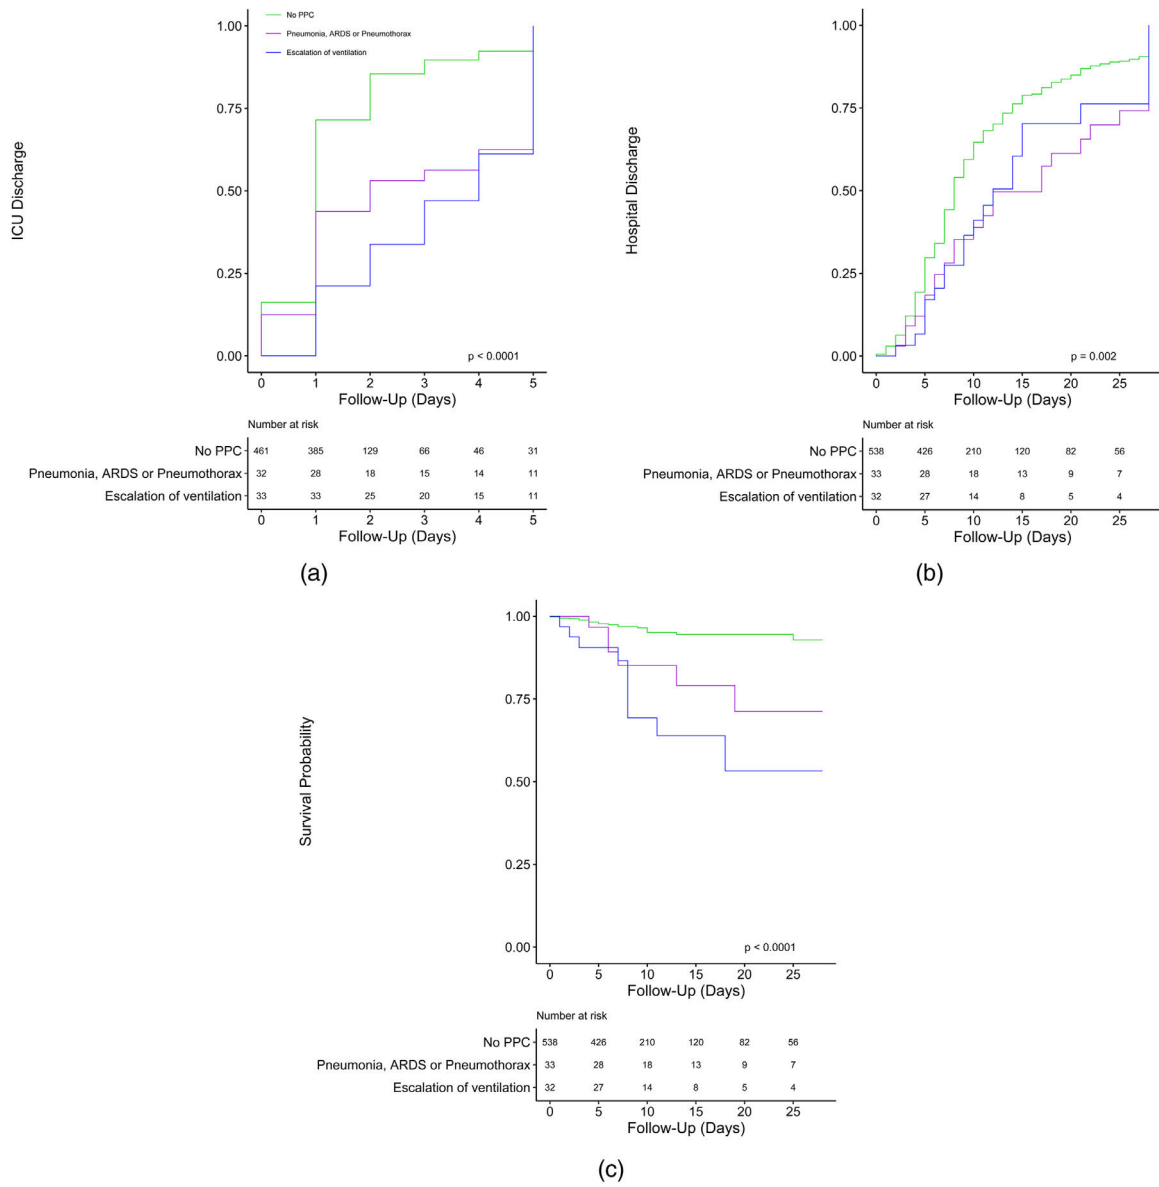 No PPC
Pneumonia, ARDS or Pneumothorax
Escalation of ventilation
ICU Discharge
1.00
0.75
0.50
0.25
0.00
p < 0.0001
0 1 2 3 4 5
Follow-Up (Days)
Number at risk
No PPC 461 385 129 66 46 31
Pneumonia, ARDS or Pneumothorax 32 28 18 15 14 11
Escalation of ventilation 33 33 25 20 15 11
0 1 2 3 4 5
Follow-Up (Days)
(a)
Hospital Discharge
1.00
0.75
0.50
0.25
0.00
p = 0.002
0 5 10 15 20 25
Follow-Up (Days)
Number at risk
No PPC 538 426 210 120 82 56
Pneumonia, ARDS or Pneumothorax 33 28 18 13 9 7
Escalation of ventilation 32 27 14 8 5 4
0 5 10 15 20 25
Follow-Up (Days)
(b)
Survival Probability
1.00
0.75
0.50
0.25
0.00
p < 0.0001
0 5 10 15 20 25
Follow-Up (Days)
Number at risk
No PPC 538 426 210 120 82 56
Pneumonia, ARDS or Pneumothorax 33 28 18 13 9 7
Escalation of ventilation 32 27 14 8 5 4
0 5 10 15 20 25
Follow-Up (Days)
(c)